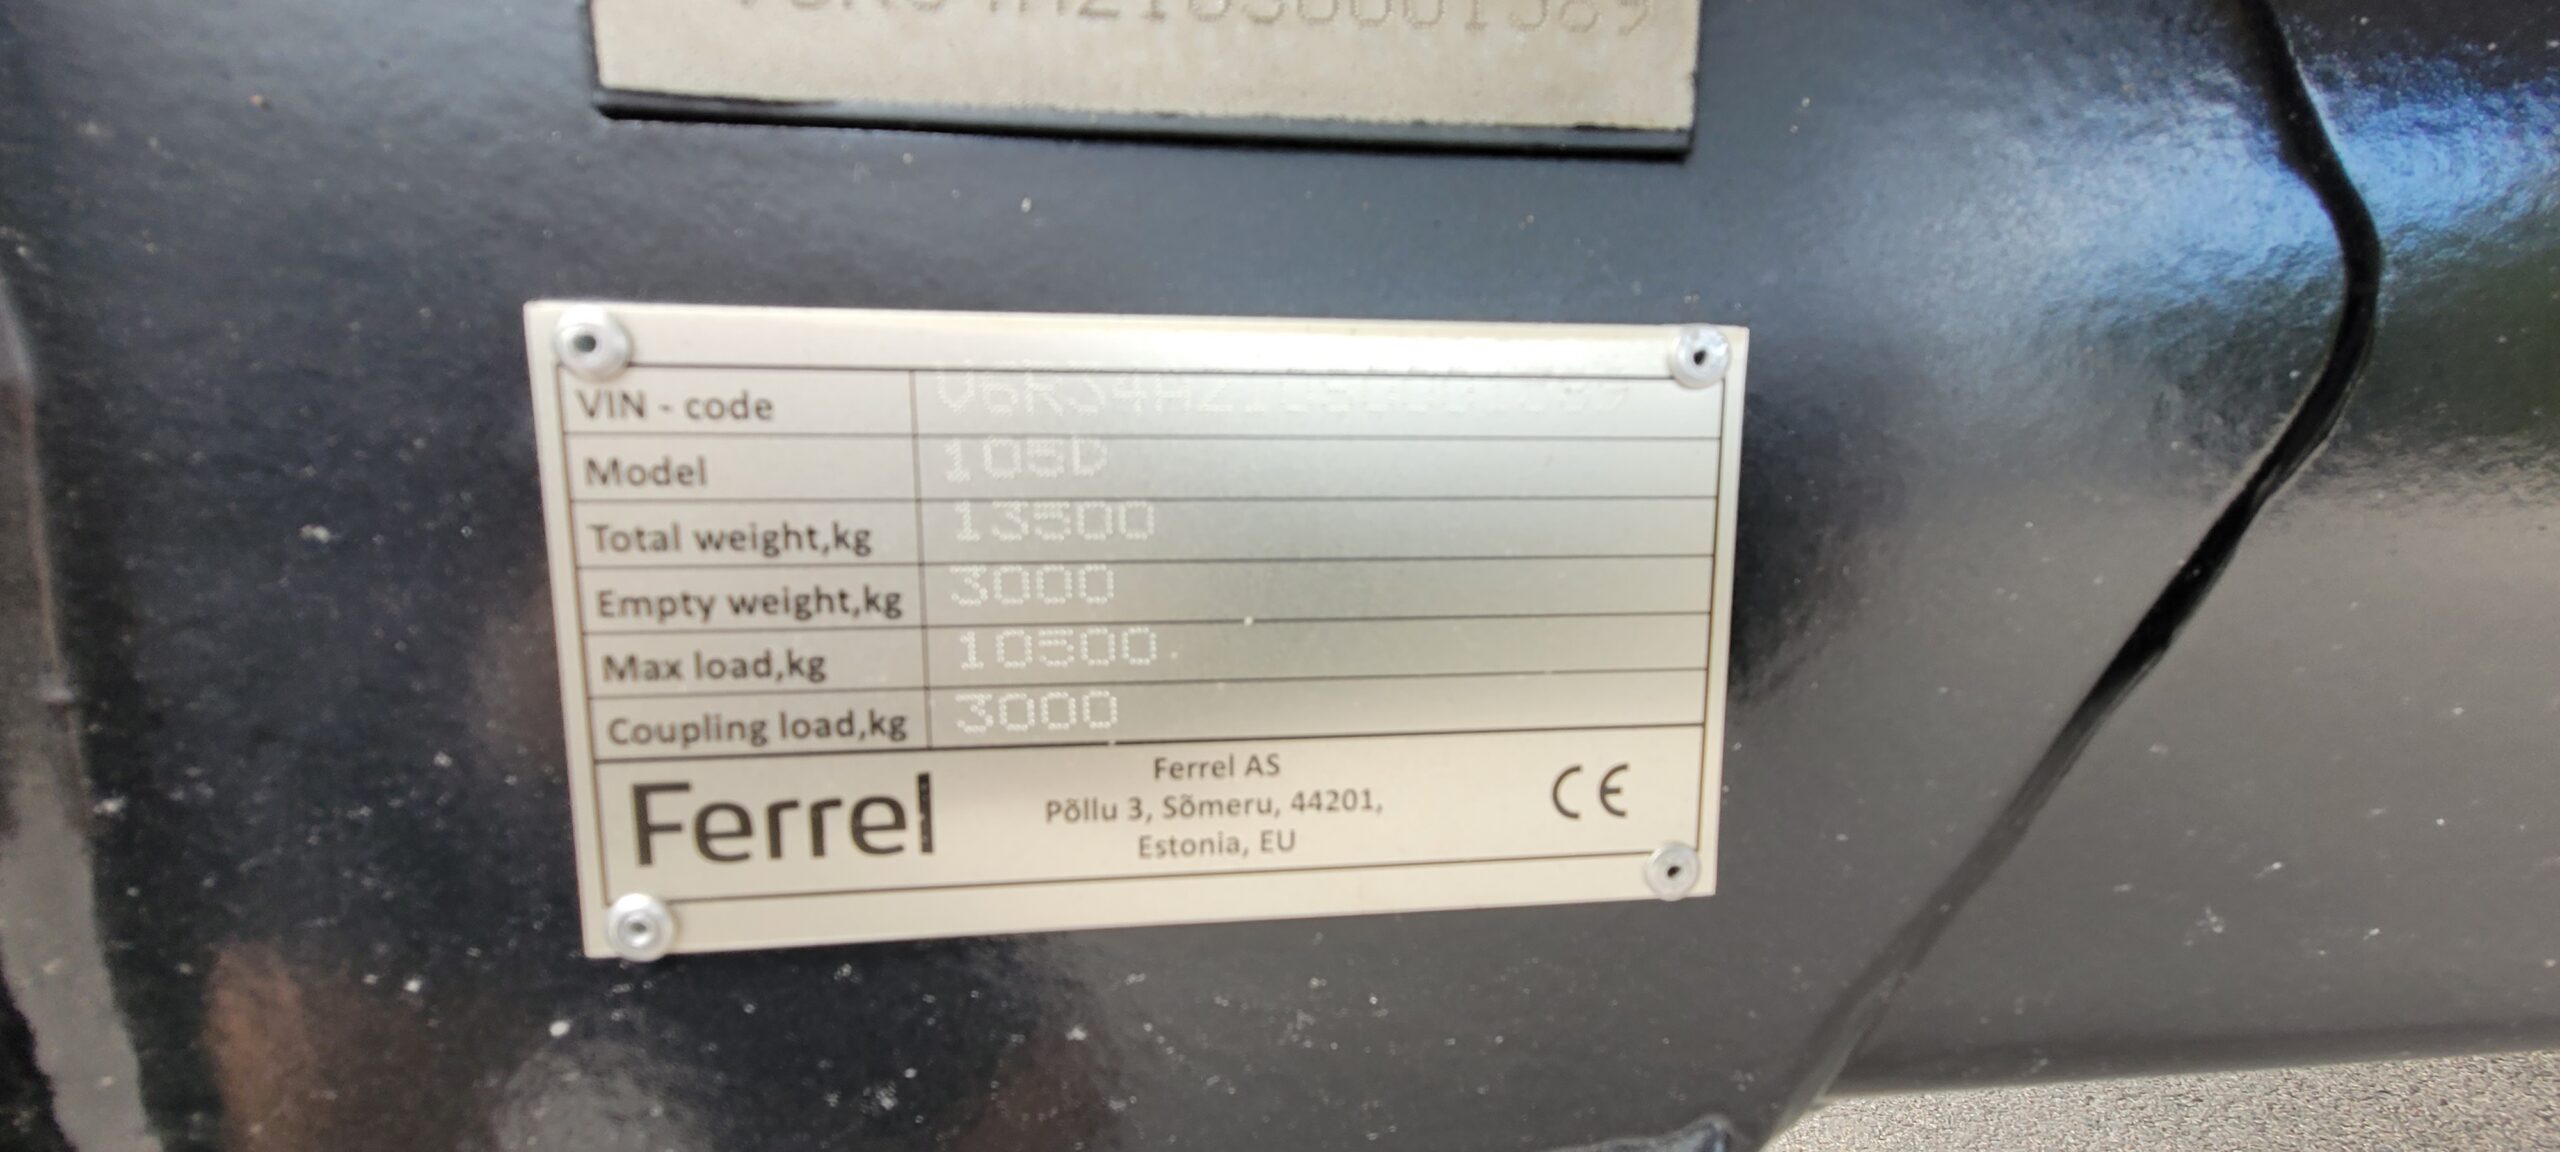 VIN - code
Model 105D
Total weight,kg 13500
Empty weight,kg 3000
Max load,kg 10500
Coupling load,kg 3000
Ferrel
Ferrel AS
Põllu 3, Sõmeru, 44201,
Estonia, EU
CE